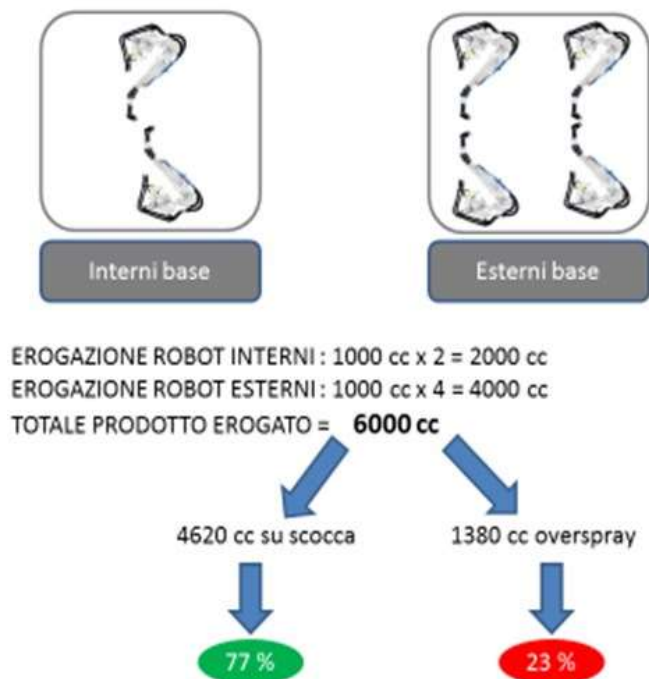 Interni base
Esterni base
EROGAZIONE ROBOT INTERNI : 1000 cc x 2 = 2000 cc
EROGAZIONE ROBOT ESTERNI : 1000 cc x 4 = 4000 cc
TOTALE PRODOTTO EROGATO = 6000 cc
4620 cc su scocca
1380 cc overspray
77 %
23 %